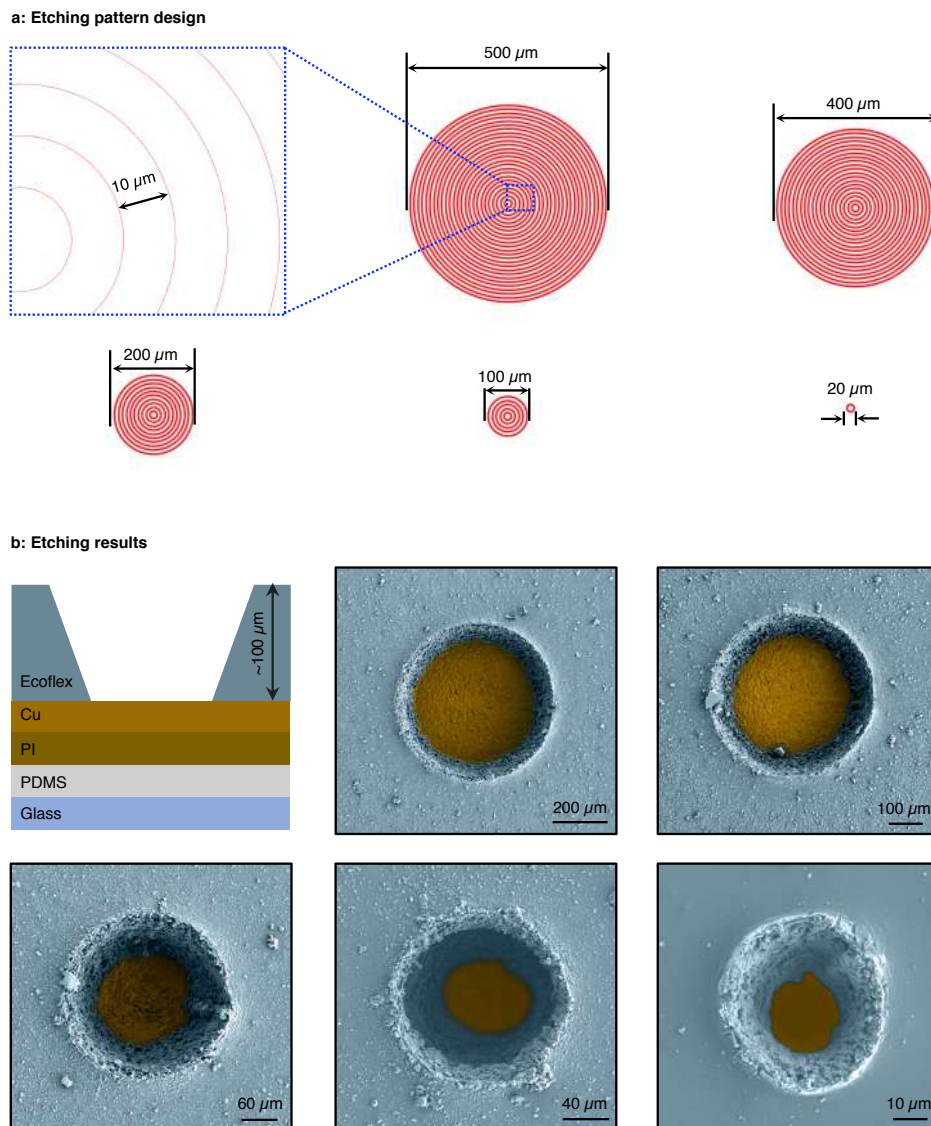 a: Etching pattern design
500 µm
400 µm
10 µm
200 µm
100 µm
20 µm
b: Etching results
~100 µm
Ecoflex
Cu
PI
PDMS
Glass
200 µm
100 µm
60 µm
40 µm
10 µm